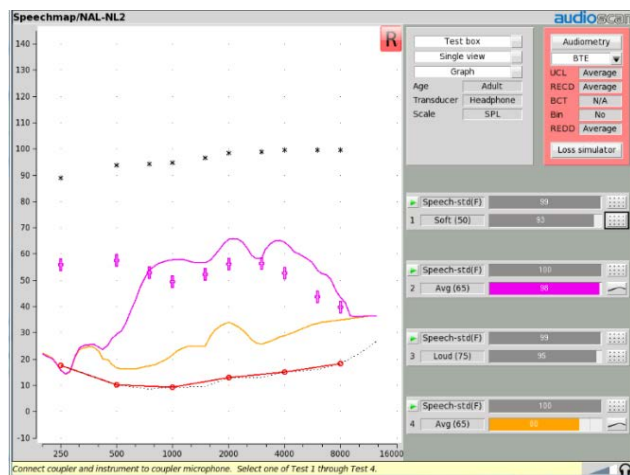 Speechmap/NAL-NL2
audioscan
R
140
130
120
110
100
90
80
70
60
50
40
30
20
10
0
-10
250
500
1000
2000
4000
8000
16000
Test box
Single view
Graph
Age Adult
Transducer Headphone
Scale SPL
Audiometry
BTE
UCL Average
RECD Average
BCT N/A
Bin No
REDD Average
Loss simulator
Speech-std(F) 99
1 Soft (50) 93
Speech-std(F) 100
2 Avg (65) 98
Speech-std(F) 99
3 Loud (75) 95
Speech-std(F) 100
4 Avg (65)
Connect coupler and instrument to coupler microphone. Select one of Test 1 through Test 4.